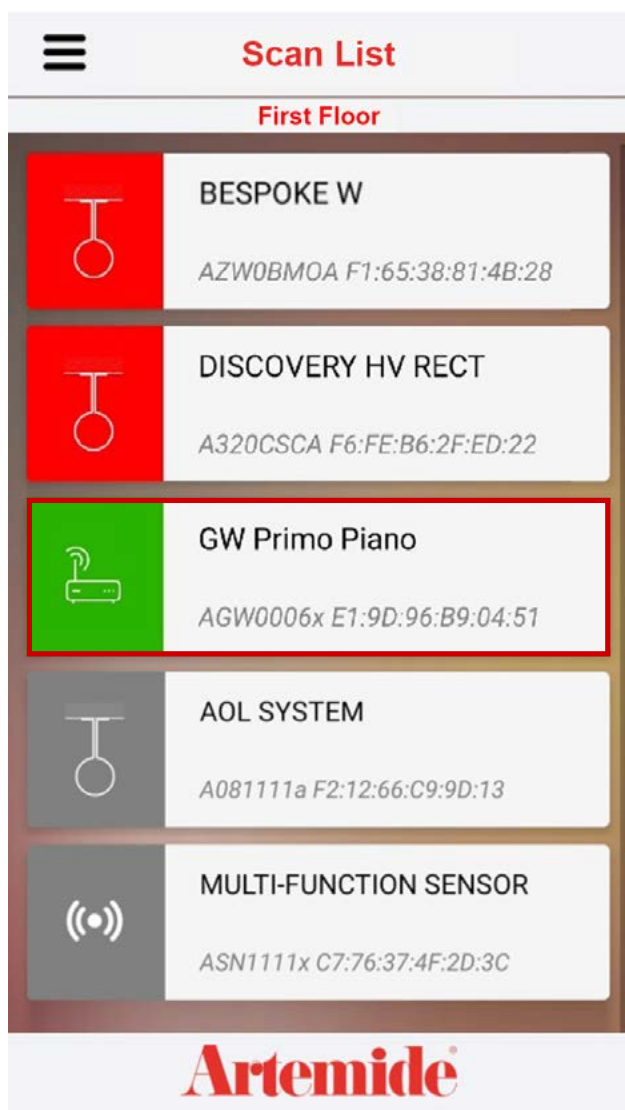 Scan List
First Floor
BESPOKE W
AZW0BMOA F1:65:38:81:4B:28
DISCOVERY HV RECT
A320CSCA F6:FE:B6:2F:ED:22
GW Primo Piano
AGW0006x E1:9D:96:B9:04:51
AOL SYSTEM
A081111a F2:12:66:C9:9D:13
MULTI-FUNCTION SENSOR
ASN1111x C7:76:37:4F:2D:3C
Artemide